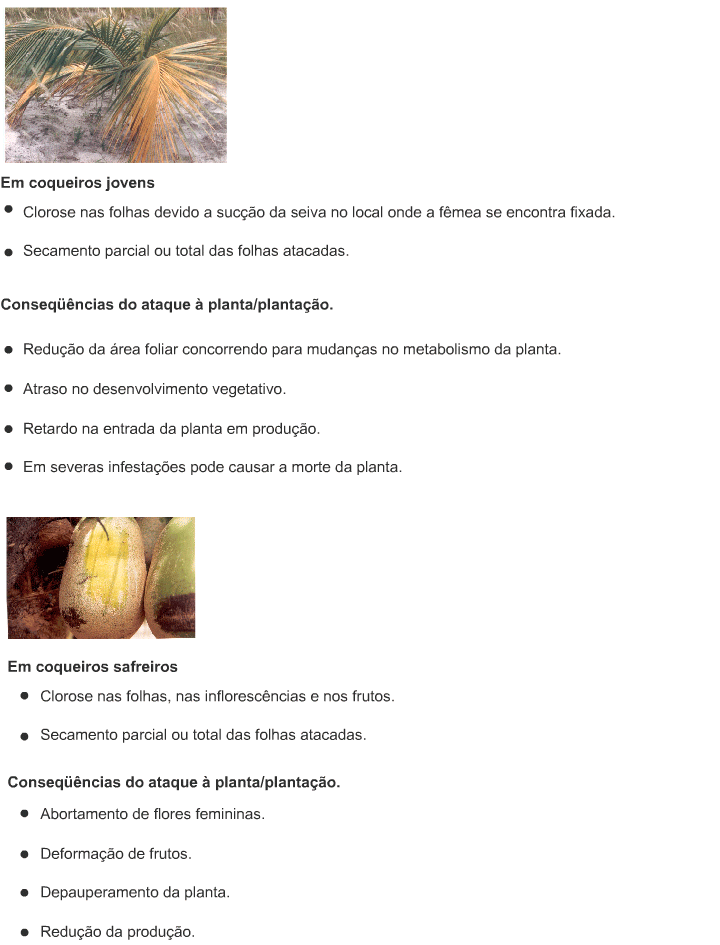 Em coqueiros jovens
● Clorose nas folhas devido a sucção da seiva no local onde a fêmea se encontra fixada.
● Secamento parcial ou total das folhas atacadas.
Conseqüências do ataque à planta/plantação.
● Redução da área foliar concorrendo para mudanças no metabolismo da planta.
● Atraso no desenvolvimento vegetativo.
● Retardo na entrada da planta em produção.
● Em severas infestações pode causar a morte da planta.
Em coqueiros safreiros
● Clorose nas folhas, nas inflorescências e nos frutos.
● Secamento parcial ou total das folhas atacadas.
Conseqüências do ataque à planta/plantação.
● Abortamento de flores femininas.
● Deformação de frutos.
● Depauperamento da planta.
● Redução da produção.